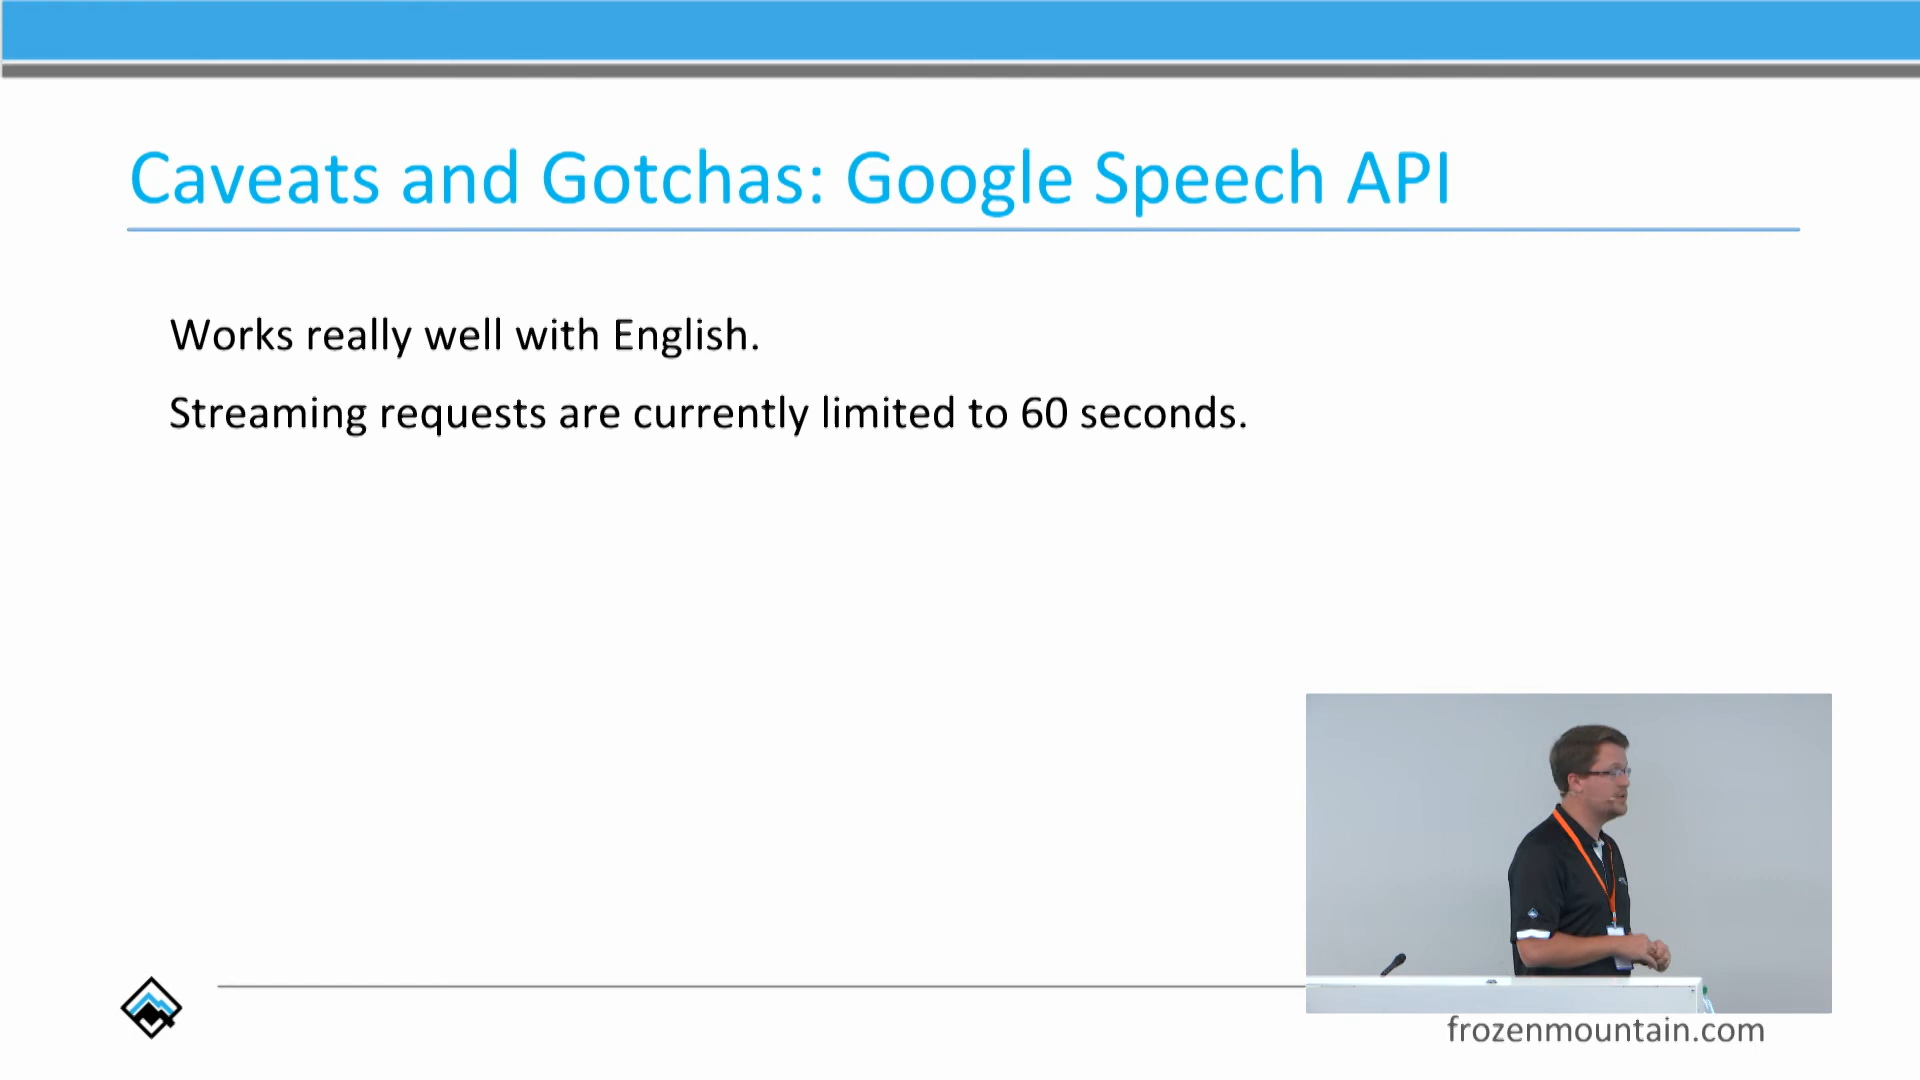 Caveats and Gotchas: Google Speech API
Works really well with English.
Streaming requests are currently limited to 60 seconds.
frozenmountain.com